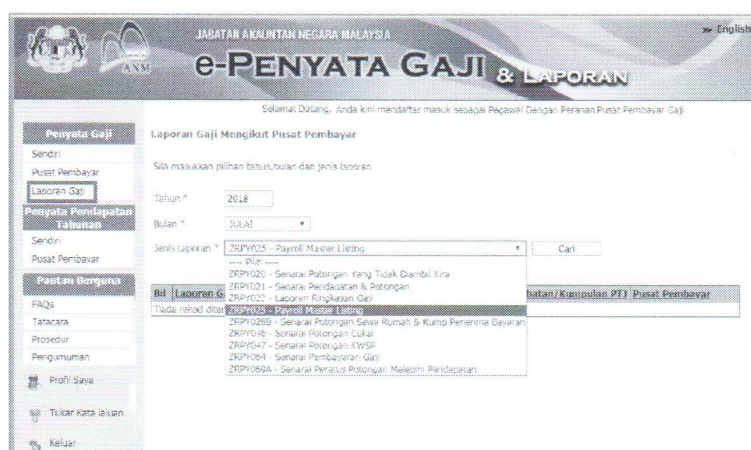 JABATAN AKAUNTAN NEGARA MALAYSIA
English
ANM
e-PENYATA GAJI & LAPORAN
Selamat Datang. Anda kini mendaftar masuk sebagai Pegawai Dengan Peranan Pusat Pembayar Gaji
Penyata Gaji
Sendiri
Pusat Pembayar
Laporan Gaji
Penyata Pendapatan Tahunan
Sendiri
Pusat Pembayar
Pautan Berguna
FAQs
Tatacara
Prosedur
Pengumuman
Profil Saya
Tukar Kata laluan
Keluar
Laporan Gaji Mengikut Pusat Pembayar
Sila masukkan pilihan tahun,bulan dan jenis laporan
Tahun * 2018
Bulan * JULAI
Jenis Laporan * ZRPY025 - Payroll Master Listing Cari
---- Pilih ----
ZRPY020 - Senarai Potongan Yang Tidak Diambil Kira
ZRPY021 - Senarai Pendapatan & Potongan
ZRPY022 - Laporan Ringkasan Gaji
ZRPY025 - Payroll Master Listing
ZRPY028B - Senarai Potongan Sewa Rumah & Kump Penerima Bayaran
ZRPY046 - Senarai Potongan Cukai
ZRPY047 - Senarai Potongan KWSP
ZRPY064 - Senarai Pembayaran Gaji
ZRPY068A - Senarai Peratus Potongan Melebihi Pendapatan
Bil Laporan G batan/Kumpulan PTJ Pusat Pembayar
Tiada rekod diter